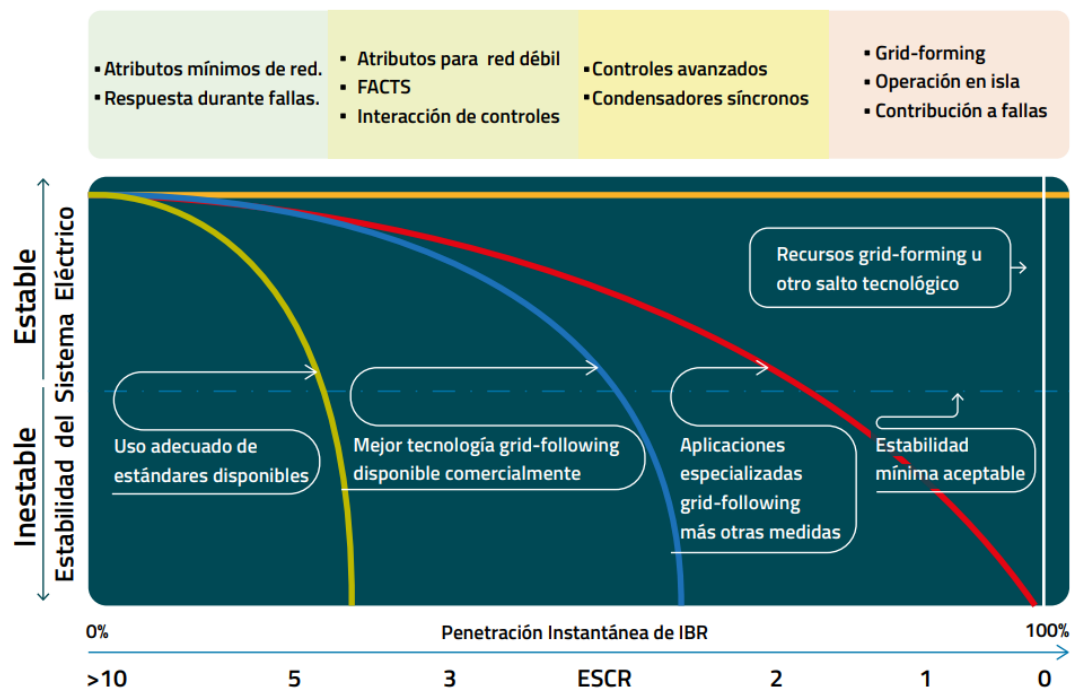 ▪ Atributos mínimos de red.
▪ Respuesta durante fallas.
▪ Atributos para red débil
▪ FACTS
▪ Interacción de controles
▪ Controles avanzados
▪ Condensadores síncronos
▪ Grid-forming
▪ Operación en isla
▪ Contribución a fallas
Estable
Inestable
Estabilidad del Sistema Eléctrico
Recursos grid-forming u
otro salto tecnológico
Uso adecuado de
estándares disponibles
Mejor tecnología grid-following
disponible comercialmente
Aplicaciones
especializadas
grid-following
más otras medidas
Estabilidad
mínima aceptable
0%
Penetración Instantánea de IBR
100%
>10
5
3
ESCR
2
1
0